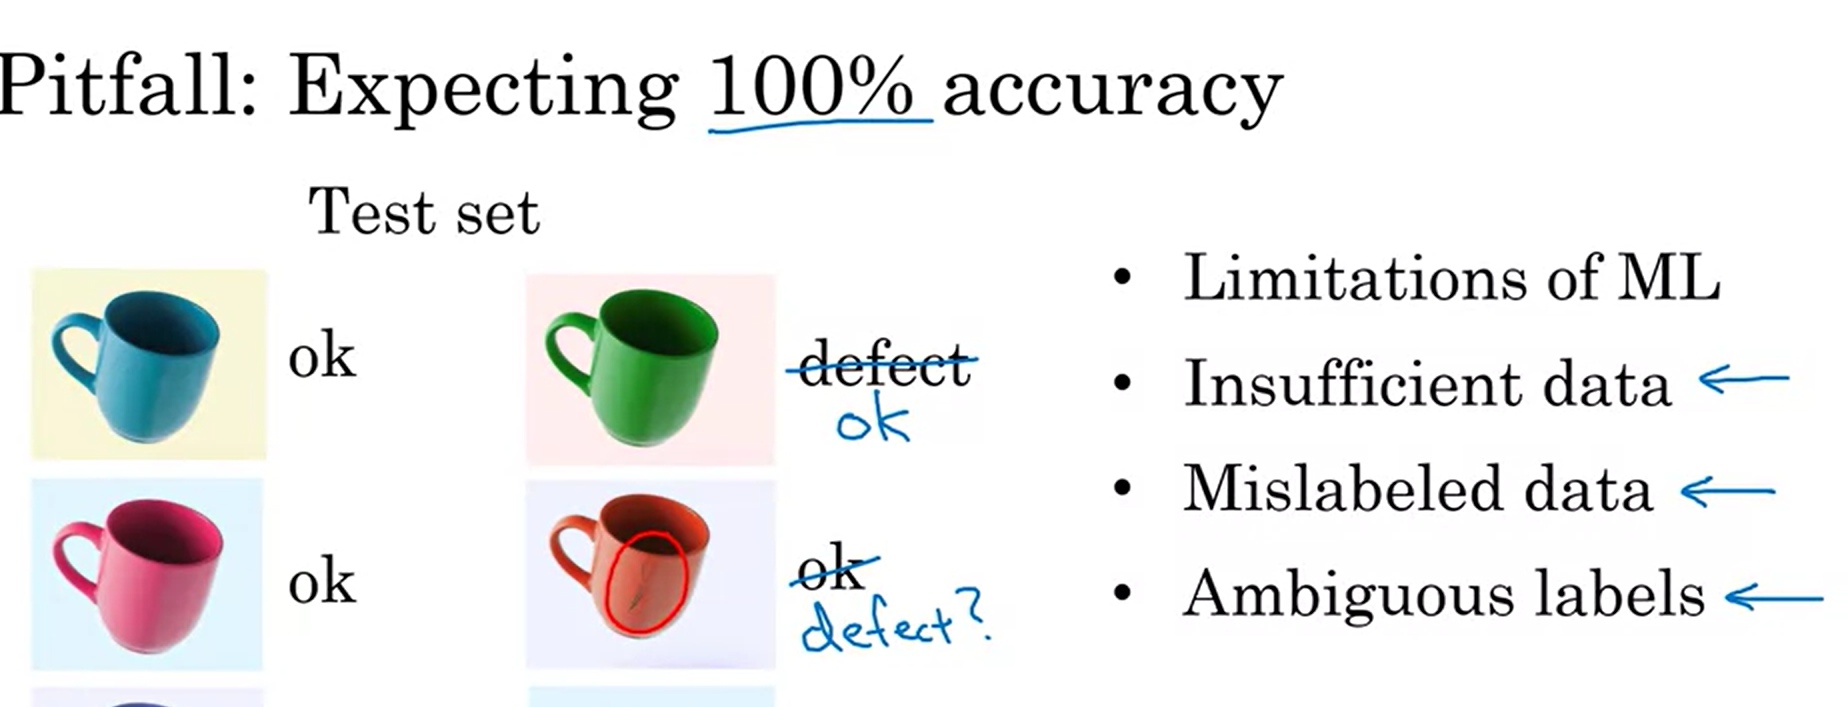 Pitfall: Expecting 100% accuracy
Test set
ok
defect
ok
ok
ok
defect?
• Limitations of ML
• Insufficient data
• Mislabeled data
• Ambiguous labels